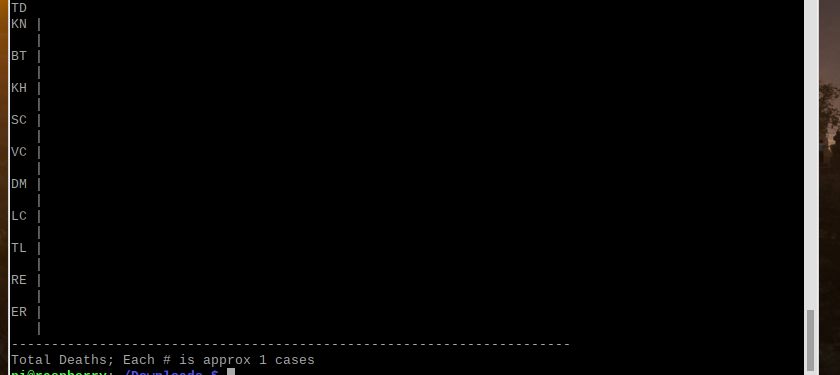 TD
KN |
|
BT |
|
KH |
|
SC |
|
VC |
|
DM |
|
LC |
|
TL |
|
RE |
|
ER |
|
----------------------------------------------------------------------
Total Deaths; Each # is approx 1 cases
pi@raspberry:~/Downloads $